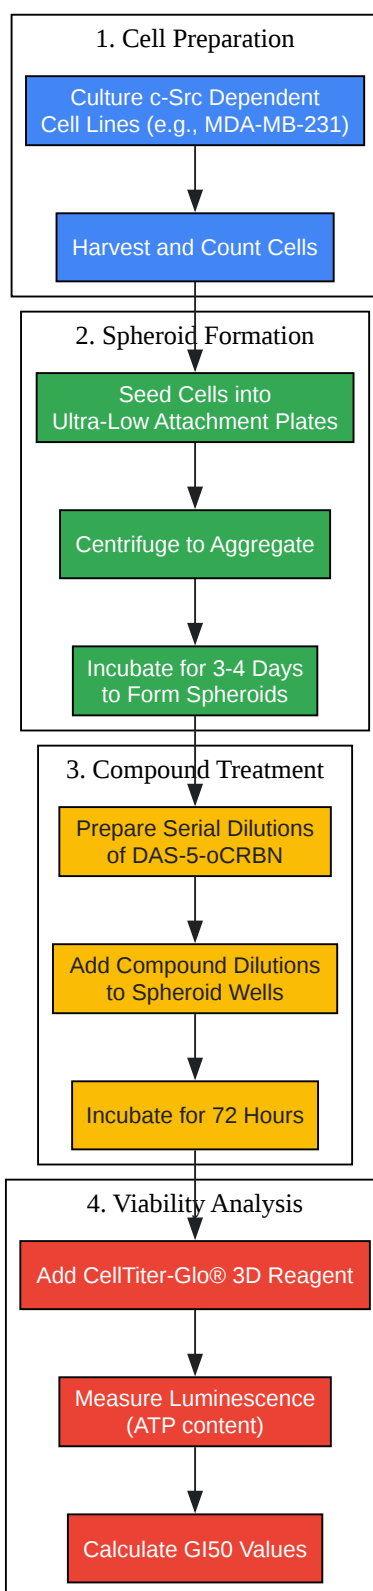 1. Cell Preparation
Culture c-Src Dependent
Cell Lines (e.g., MDA-MB-231)
Harvest and Count Cells
2. Spheroid Formation
Seed Cells into
Ultra-Low Attachment Plates
Centrifuge to Aggregate
Incubate for 3-4 Days
to Form Spheroids
3. Compound Treatment
Prepare Serial Dilutions
of DAS-5-oCRBN
Add Compound Dilutions
to Spheroid Wells
Incubate for 72 Hours
4. Viability Analysis
Add CellTiter-Glo® 3D Reagent
Measure Luminescence
(ATP content)
Calculate GI50 Values